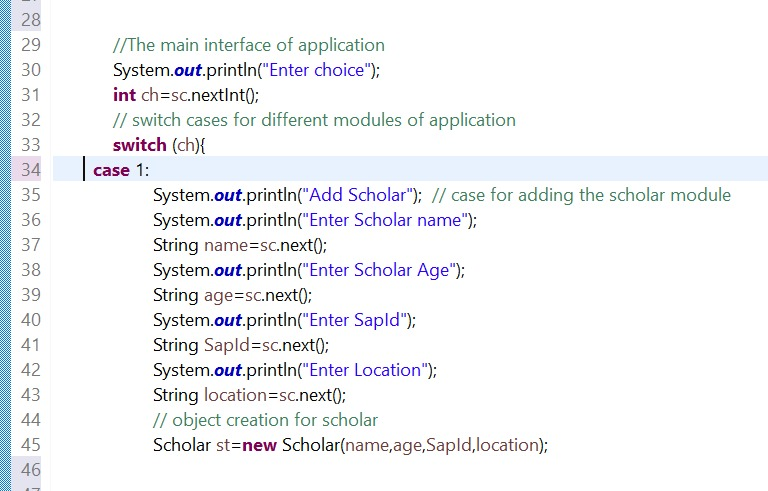 28
29 //The main interface of application
30 System.out.println("Enter choice");
31 int ch=sc.nextInt();
32 // switch cases for different modules of application
33 switch (ch){
34 case 1:
35 System.out.println("Add Scholar"); // case for adding the scholar module
36 System.out.println("Enter Scholar name");
37 String name=sc.next();
38 System.out.println("Enter Scholar Age");
39 String age=sc.next();
40 System.out.println("Enter SapId");
41 String SapId=sc.next();
42 System.out.println("Enter Location");
43 String location=sc.next();
44 // object creation for scholar
45 Scholar st=new Scholar(name,age,SapId,location);
46